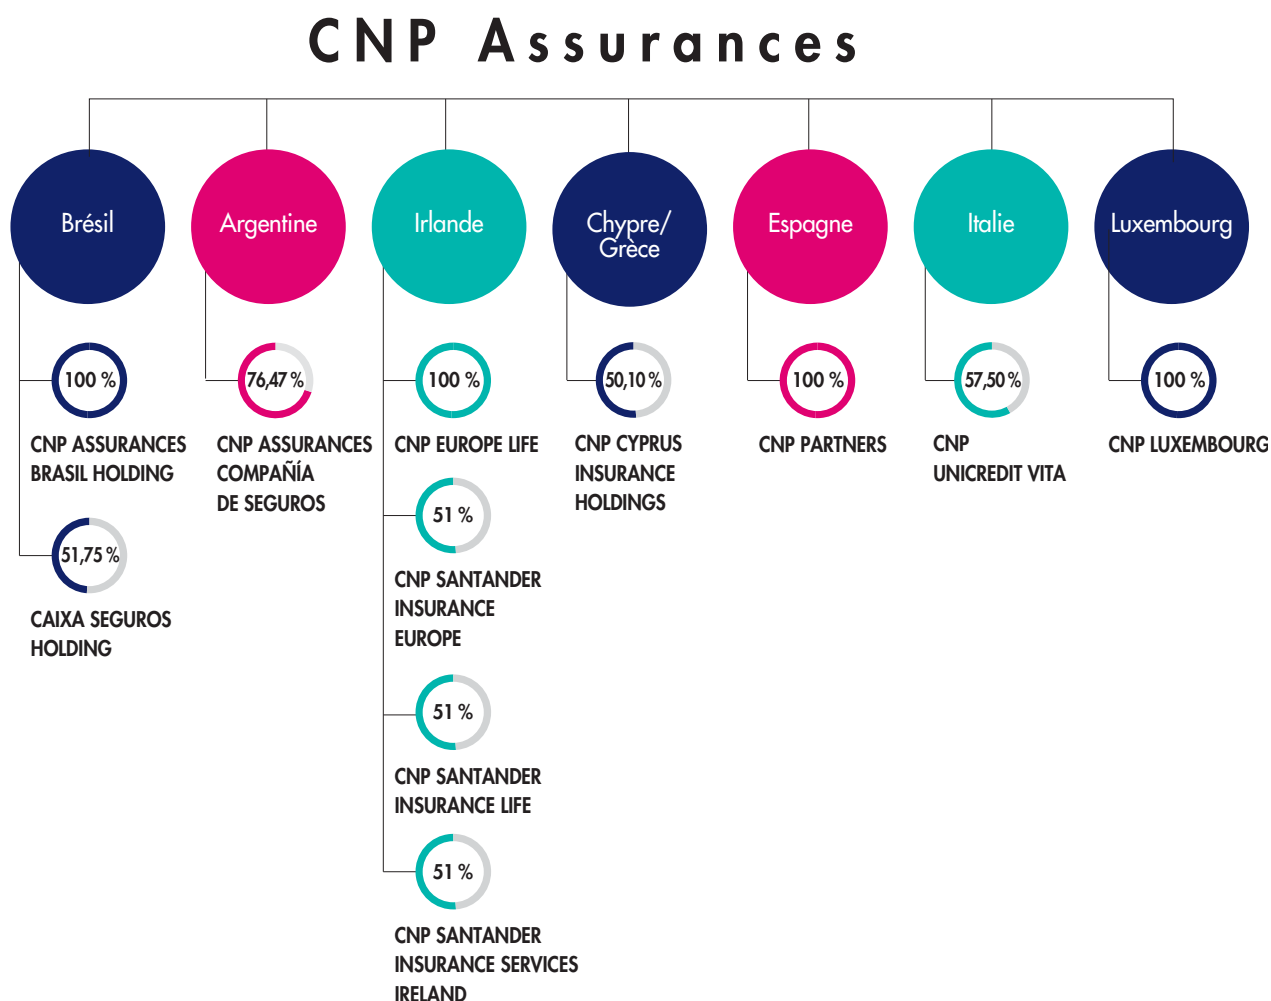 CNP Assurances
Brésil
Argentine
Irlande
Chypre/
Grèce
Espagne
Italie
Luxembourg
100 %
CNP ASSURANCES
BRASIL HOLDING
51,75 %
CAIXA SEGUROS
HOLDING
76,47 %
CNP ASSURANCES
COMPAÑÍA
DE SEGUROS
100 %
CNP EUROPE LIFE
51 %
CNP SANTANDER
INSURANCE
EUROPE
51 %
CNP SANTANDER
INSURANCE LIFE
51 %
CNP SANTANDER
INSURANCE SERVICES
IRELAND
50,10 %
CNP CYPRUS
INSURANCE
HOLDINGS
100 %
CNP PARTNERS
57,50 %
CNP
UNICREDIT VITA
100 %
CNP LUXEMBOURG